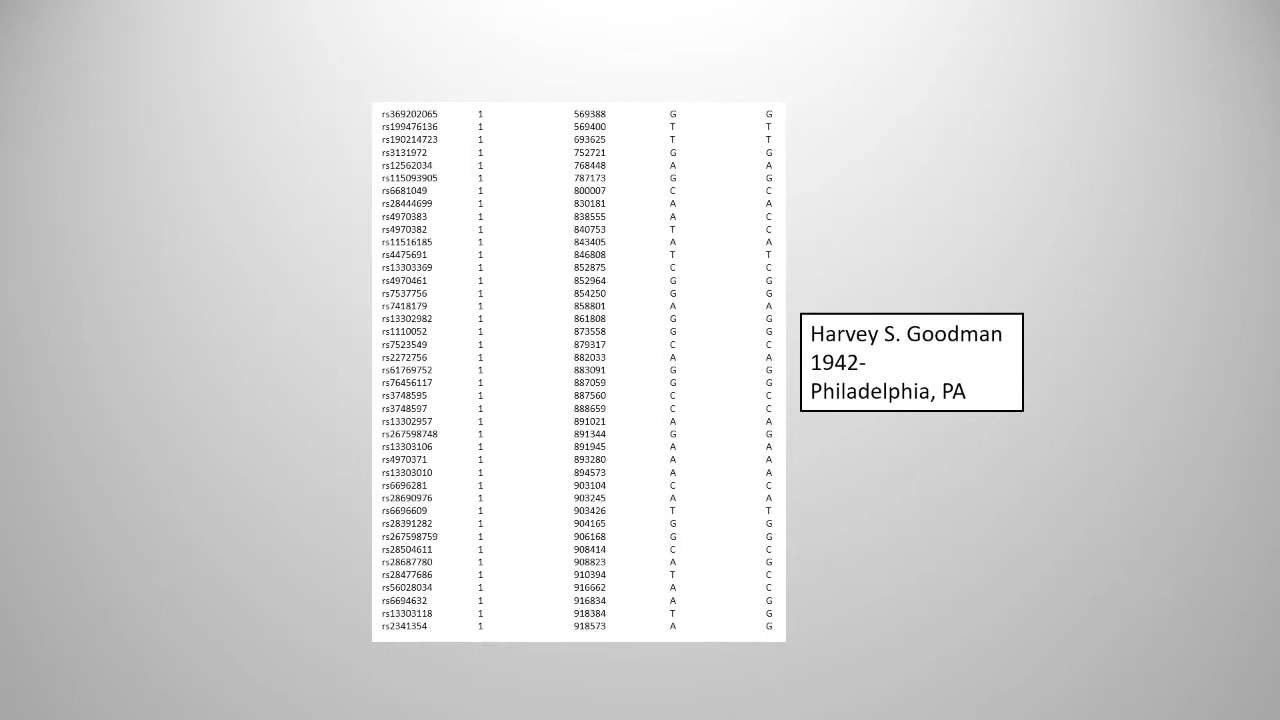 rs369202065 1 569388 G G
rs199476136 1 569400 T T
rs190214723 1 693625 T T
rs3131972 1 752721 G G
rs12562034 1 768448 A A
rs115093905 1 787173 G G
rs6681049 1 800007 C C
rs28444699 1 830181 A A
rs4970383 1 838555 A C
rs4970382 1 840753 T C
rs11516185 1 843405 A A
rs4475691 1 846808 T T
rs13303369 1 852875 C C
rs4970461 1 852964 G G
rs7537756 1 854250 G G
rs7418179 1 858801 A A
rs13302982 1 861808 G G
rs1110052 1 873558 G G
rs7523549 1 879317 C C
rs2272756 1 882033 A A
rs61769752 1 883091 G G
rs76456117 1 887059 G G
rs3748595 1 887560 C C
rs3748597 1 888659 C C
rs13302957 1 891021 A A
rs267598748 1 891344 G G
rs13303106 1 891945 A A
rs4970371 1 893280 A A
rs13303010 1 894573 A A
rs6696281 1 903104 C C
rs28690976 1 903245 A A
rs6696609 1 903426 T T
rs28391282 1 904165 G G
rs267598759 1 906168 G G
rs28504611 1 908414 C C
rs28687780 1 908823 A G
rs28477686 1 910394 T C
rs56028034 1 916662 A C
rs6694632 1 916834 A G
rs13303118 1 918384 T G
rs2341354 1 918573 A G
Harvey S. Goodman
1942-
Philadelphia, PA